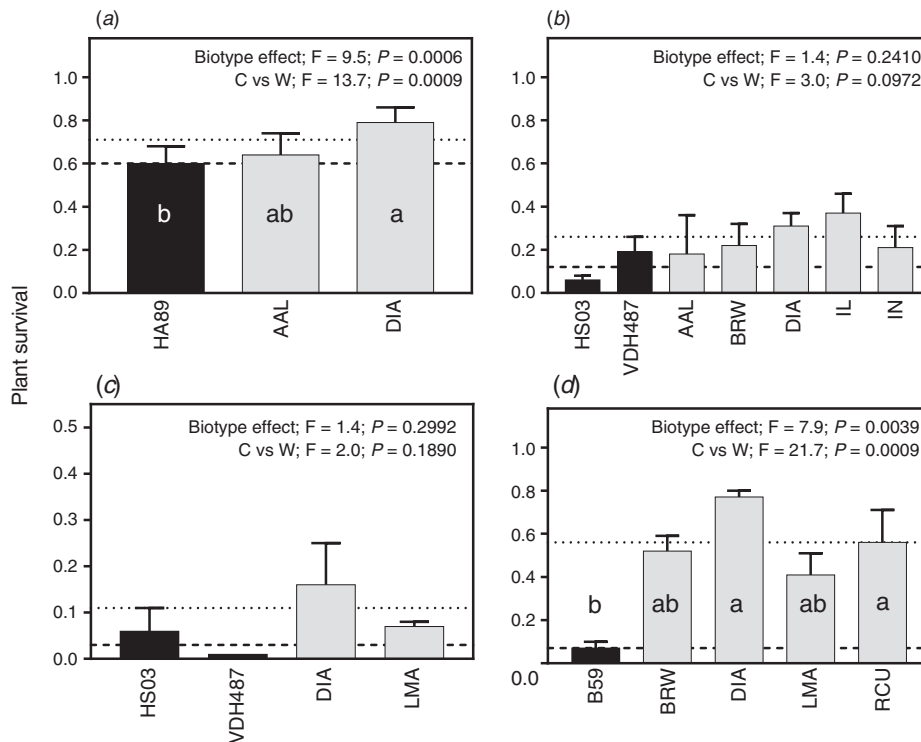 Plant survival
(a)
Biotype effect; F = 9.5; P = 0.0006
C vs W; F = 13.7; P = 0.0009
1.0
0.8
0.6
0.4
0.2
0.0
b
ab
a
HA89
AAL
DIA
(b)
Biotype effect; F = 1.4; P = 0.2410
C vs W; F = 3.0; P = 0.0972
1.0
0.8
0.6
0.4
0.2
0.0
HS03
VDH487
AAL
BRW
DIA
IL
IN
(c)
Biotype effect; F = 1.4; P = 0.2992
C vs W; F = 2.0; P = 0.1890
0.5
0.4
0.3
0.2
0.1
0.0
HS03
VDH487
DIA
LMA
(d)
Biotype effect; F = 7.9; P = 0.0039
C vs W; F = 21.7; P = 0.0009
1.0
0.8
0.6
0.4
0.2
0.0
b
ab
a
ab
a
B59
BRW
DIA
LMA
RCU